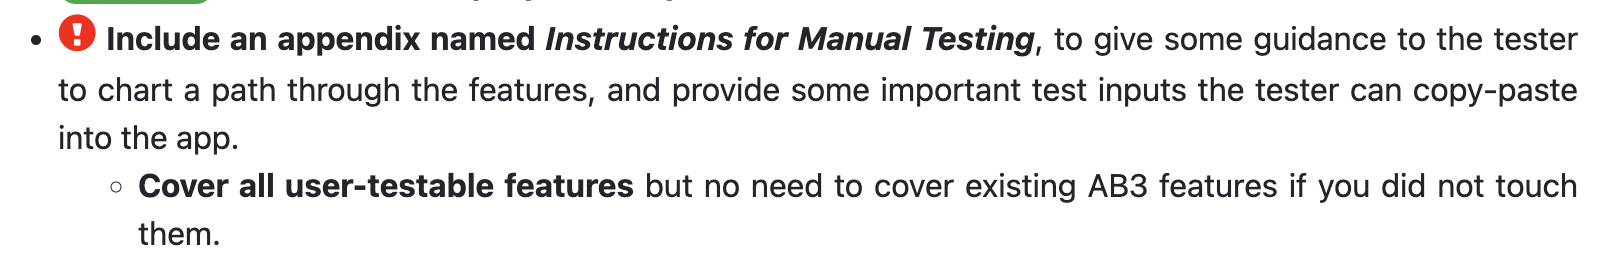 Include an appendix named Instructions for Manual Testing, to give some guidance to the tester
to chart a path through the features, and provide some important test inputs the tester can copy-paste
into the app.
Cover all user-testable features but no need to cover existing AB3 features if you did not touch
them.